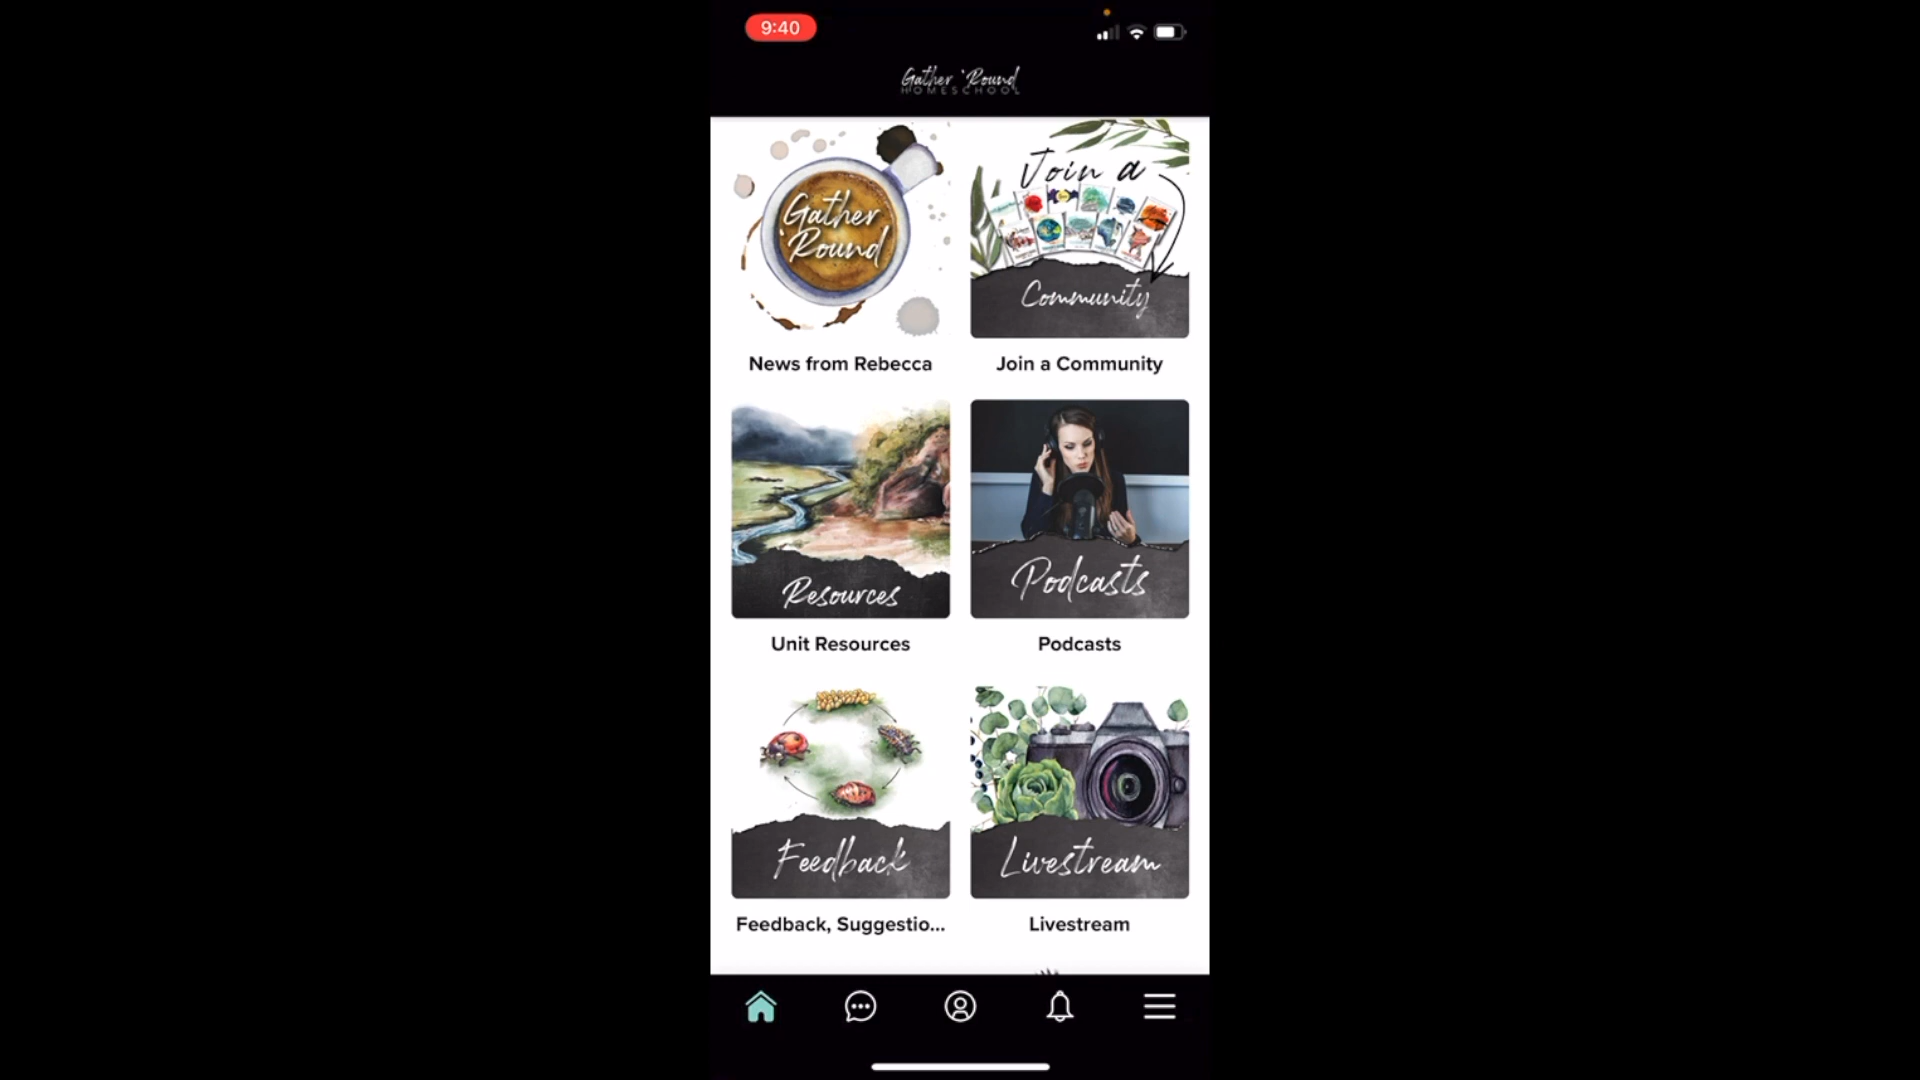 9:40
Gather 'Round
HOMESCHOOL
Gather
'Round
Join a
Community
News from Rebecca
Join a Community
Resources
Podcasts
Unit Resources
Podcasts
Feedback
Livestream
Feedback, Suggestio...
Livestream